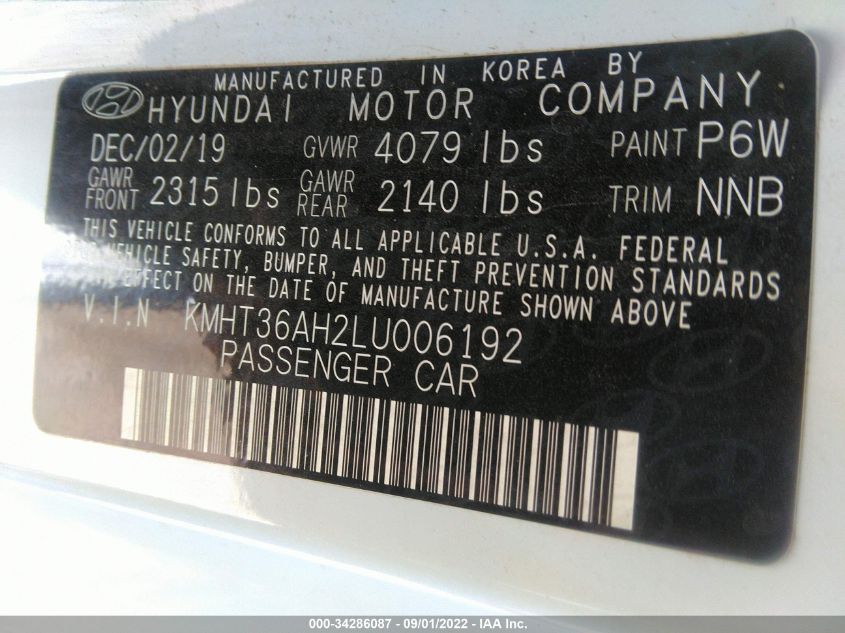 MANUFACTURED IN KOREA BY
HYUNDAI MOTOR COMPANY
DEC/02/19 GVWR 4079 lbs PAINT P6W
GAWR FRONT 2315 lbs GAWR REAR 2140 lbs TRIM NNB
THIS VEHICLE CONFORMS TO ALL APPLICABLE U.S.A. FEDERAL
VEHICLE SAFETY, BUMPER, AND THEFT PREVENTION STANDARDS
EFFECT ON THE DATE OF MANUFACTURE SHOWN ABOVE
V.I.N KMHT36AH2LU006192
PASSENGER CAR
000-34286087 - 09/01/2022 - IAA Inc.